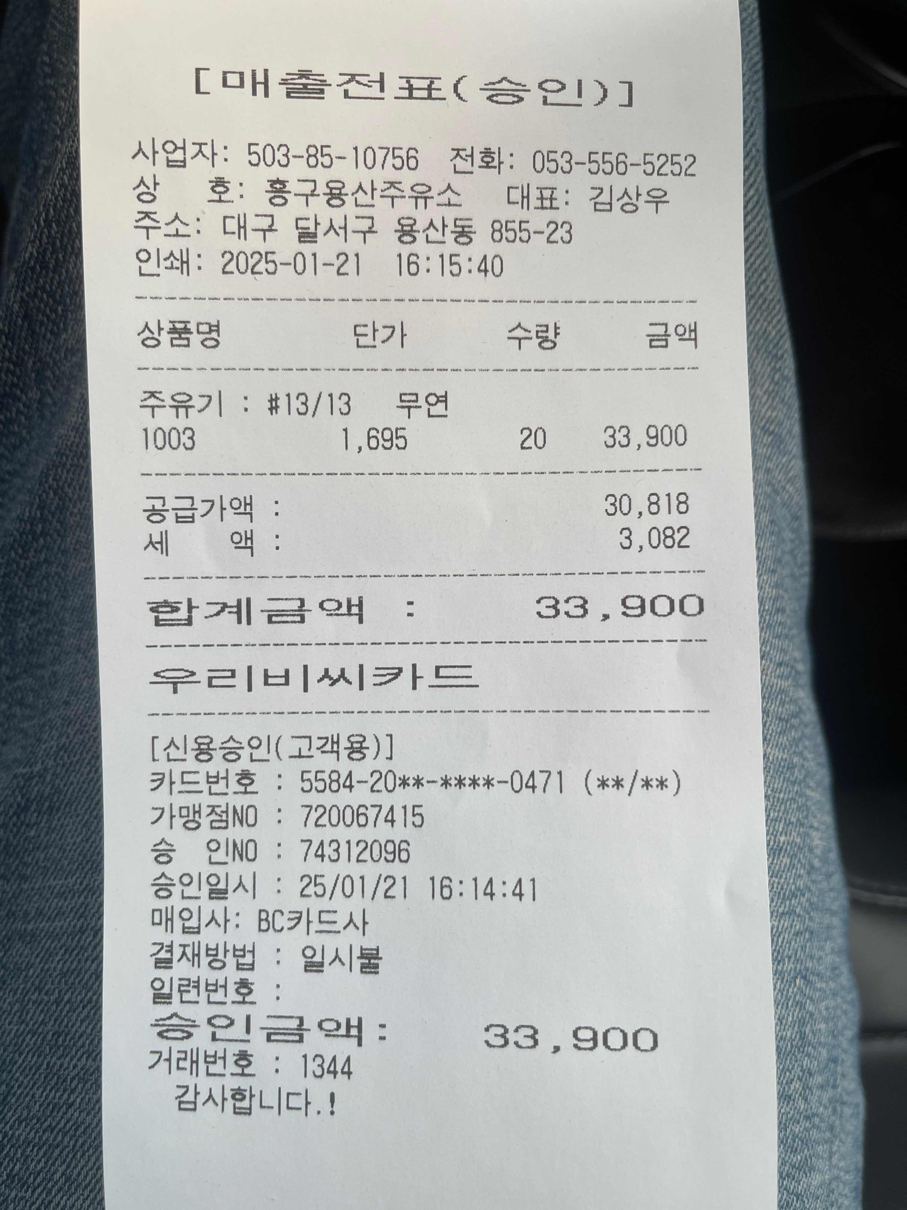 [매출전표(승인)]
사업자: 503-85-10756 전화: 053-556-5252
상 호: 홍구용산주유소 대표: 김상우
주소: 대구 달서구 용산동 855-23
인쇄: 2025-01-21 16:15:40
상품명 단가 수량 금액
주유기 : #13/13 무연
1003 1,695 20 33,900
공급가액 : 30,818
세 액 : 3,082
합계금액 : 33,900
우리비씨카드
[신용승인(고객용)]
카드번호 : 5584-20**-****-0471 (**/**)
가맹점NO : 720067415
승 인NO : 74312096
승인일시 : 25/01/21 16:14:41
매입사: BC카드사
결재방법 : 일시불
일련번호 :
승인금액: 33,900
거래번호 : 1344
감사합니다.!